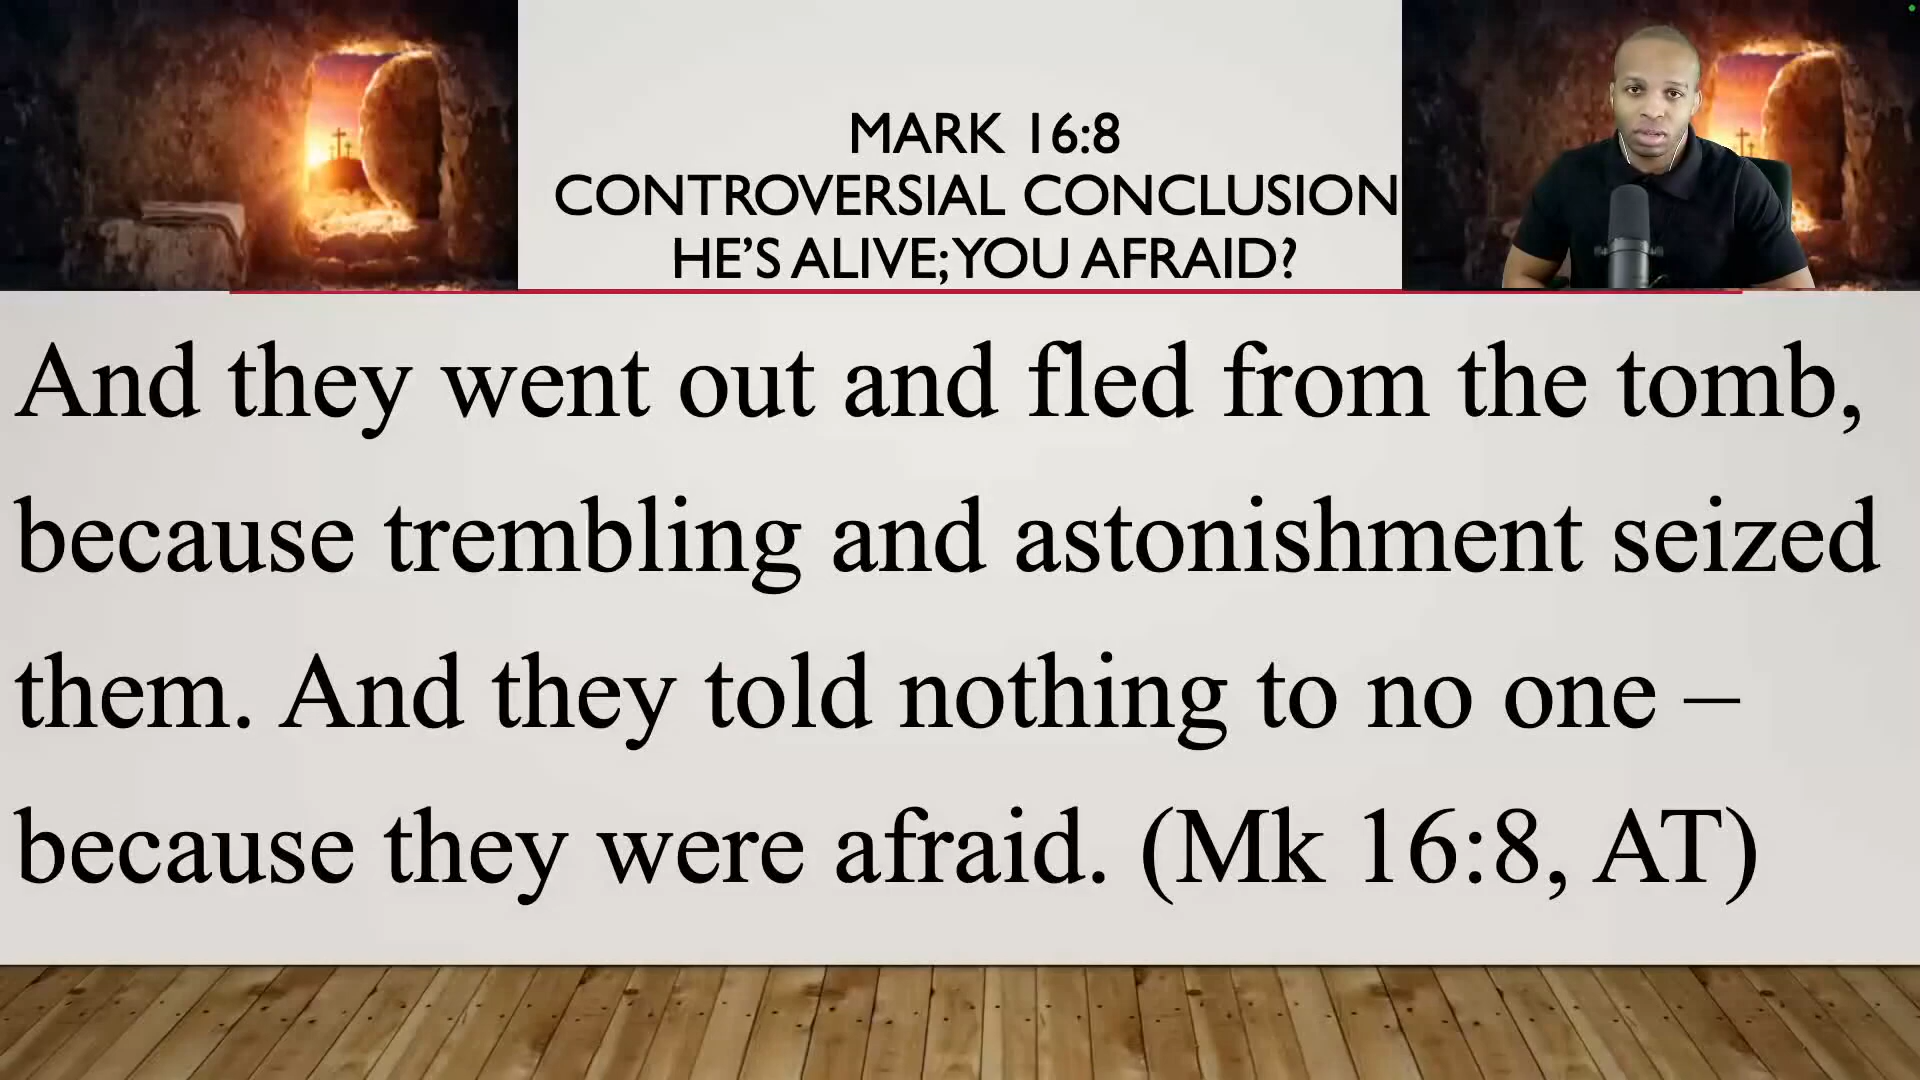 MARK 16:8
CONTROVERSIAL CONCLUSION
HE’S ALIVE; YOU AFRAID?
And they went out and fled from the tomb,
because trembling and astonishment seized
them. And they told nothing to no one –
because they were afraid. (Mk 16:8, AT)